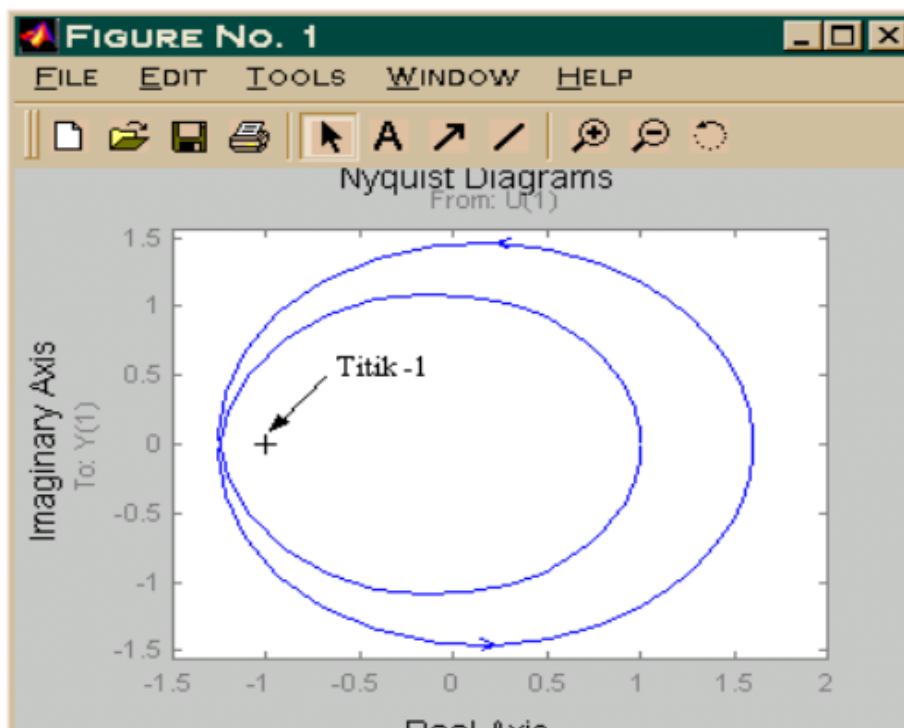 FIGURE NO. 1
FILE EDIT TOOLS WINDOW HELP
A
Nyquist Diagrams
From: U(1)
Imaginary Axis
To: Y(1)
1.5
1
0.5
0
-0.5
-1
-1.5
Titik -1
-1.5 -1 -0.5 0 0.5 1 1.5 2
Real Axis